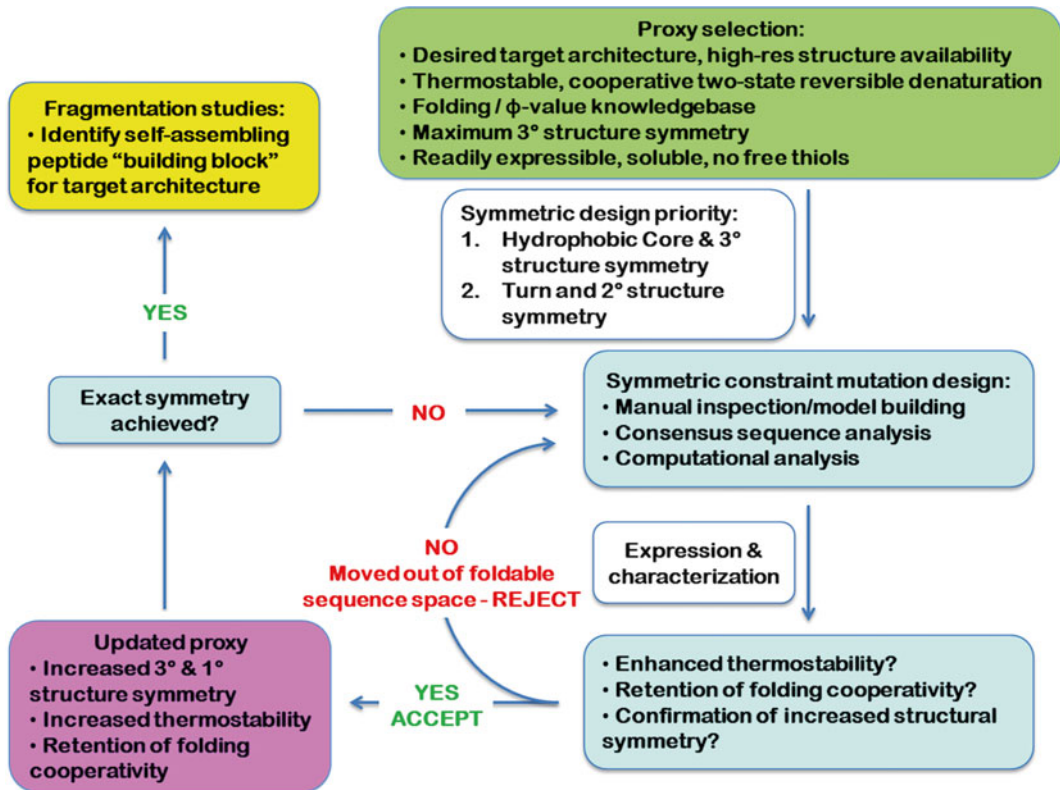 Proxy selection:
• Desired target architecture, high-res structure availability
• Thermostable, cooperative two-state reversible denaturation
• Folding / ϕ-value knowledgebase
• Maximum 3° structure symmetry
• Readily expressible, soluble, no free thiols
Fragmentation studies:
• Identify self-assembling
peptide “building block”
for target architecture
Symmetric design priority:
1. Hydrophobic Core & 3°
structure symmetry
2. Turn and 2° structure
symmetry
YES
Exact symmetry
achieved?
NO
Symmetric constraint mutation design:
• Manual inspection/model building
• Consensus sequence analysis
• Computational analysis
NO
Moved out of foldable
sequence space - REJECT
Expression &
characterization
Updated proxy
• Increased 3° & 1°
structure symmetry
• Increased thermostability
• Retention of folding
cooperativity
YES
ACCEPT
• Enhanced thermostability?
• Retention of folding cooperativity?
• Confirmation of increased structural
symmetry?